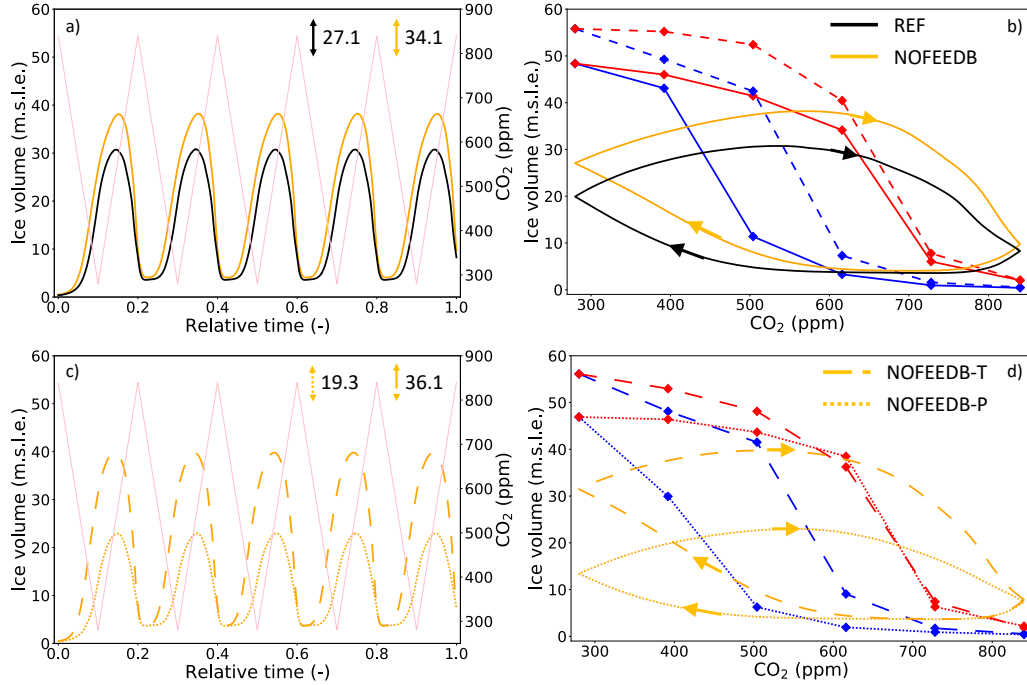 a)
27.1
34.1
Ice volume (m.s.l.e.)
60
50
40
30
20
10
0
900
800
700
600
500
400
300
CO₂ (ppm)
0.0 0.2 0.4 0.6 0.8 1.0
Relative time (-)
b)
REF
NOFEEDB
Ice volume (m.s.l.e.)
60
50
40
30
20
10
0
300 400 500 600 700 800
CO₂ (ppm)
c)
19.3
36.1
Ice volume (m.s.l.e.)
60
50
40
30
20
10
0
900
800
700
600
500
400
300
CO₂ (ppm)
0.0 0.2 0.4 0.6 0.8 1.0
Relative time (-)
d)
NOFEEDB-T
NOFEEDB-P
Ice volume (m.s.l.e.)
60
50
40
30
20
10
0
300 400 500 600 700 800
CO₂ (ppm)